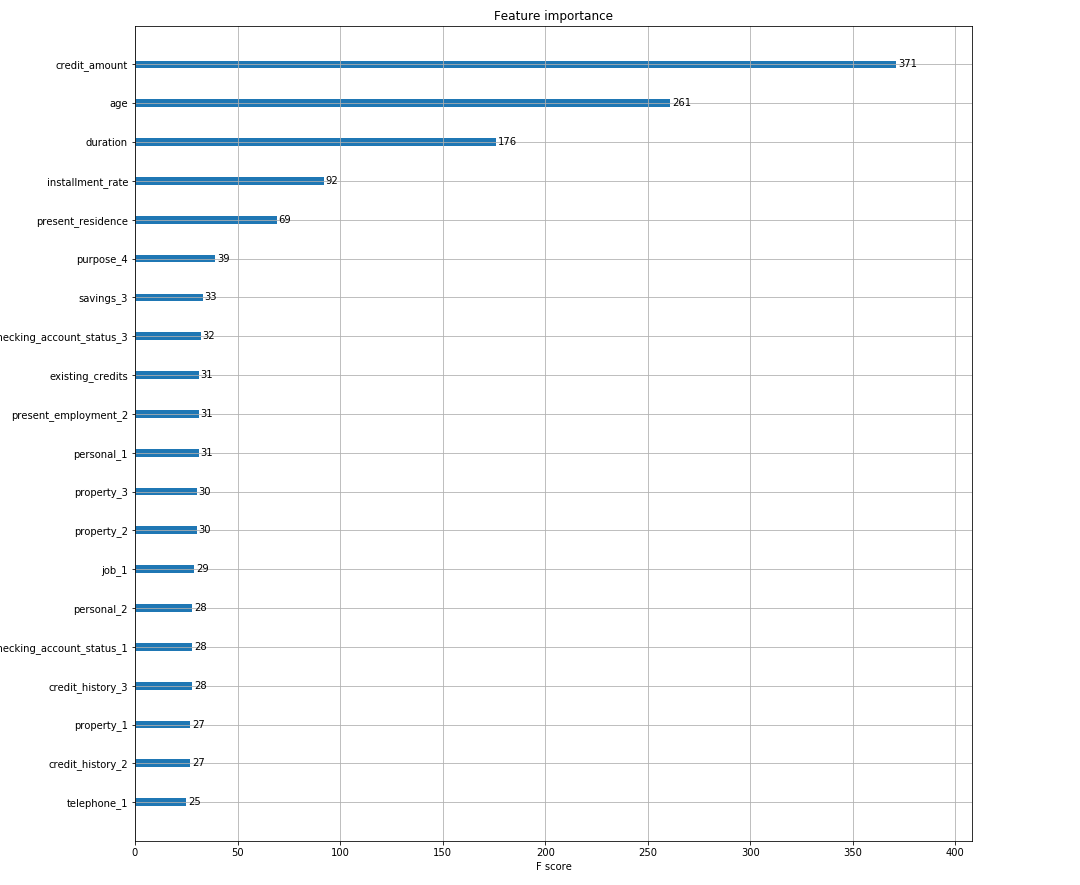 Feature importance
credit_amount 371
age 261
duration 176
installment_rate 92
present_residence 69
purpose_4 39
savings_3 33
hecking_account_status_3 32
existing_credits 31
present_employment_2 31
personal_1 31
property_3 30
property_2 30
job_1 29
personal_2 28
hecking_account_status_1 28
credit_history_3 28
property_1 27
credit_history_2 27
telephone_1 25
0 50 100 150 200 250 300 350 400
F score